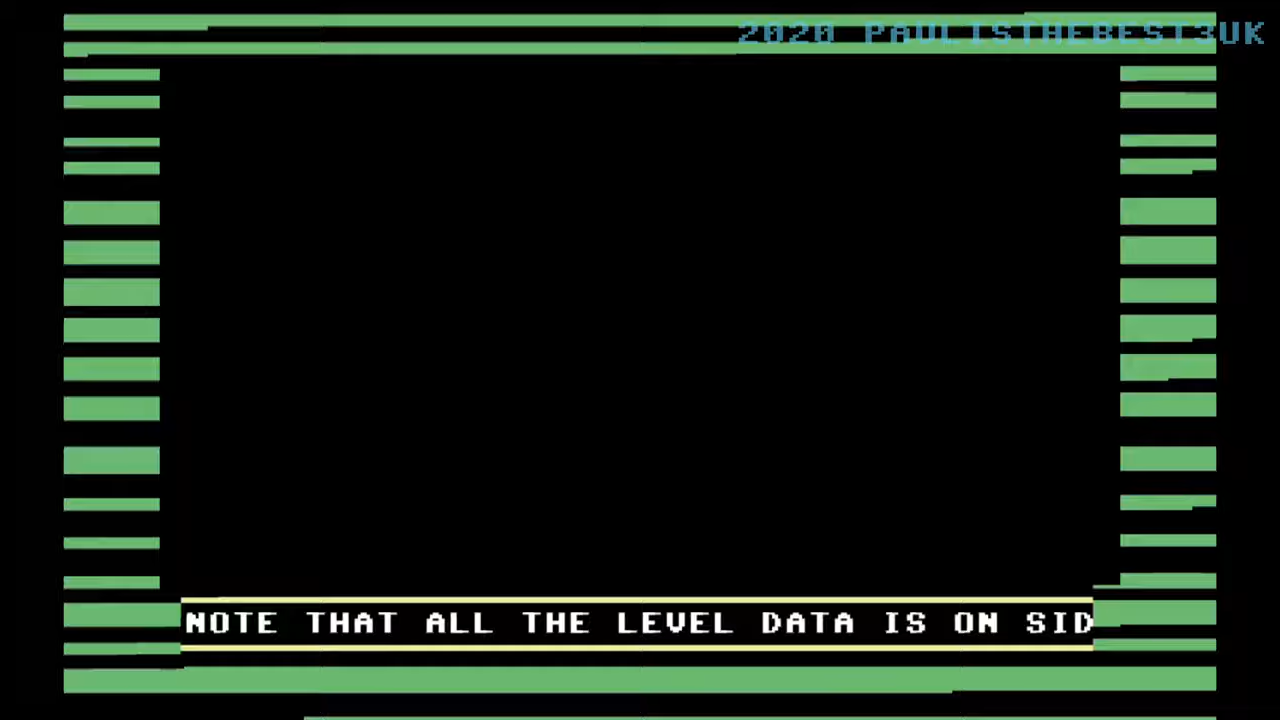 2020 PAULISTHEBEST3UK
NOTE THAT ALL THE LEVEL DATA IS ON SID